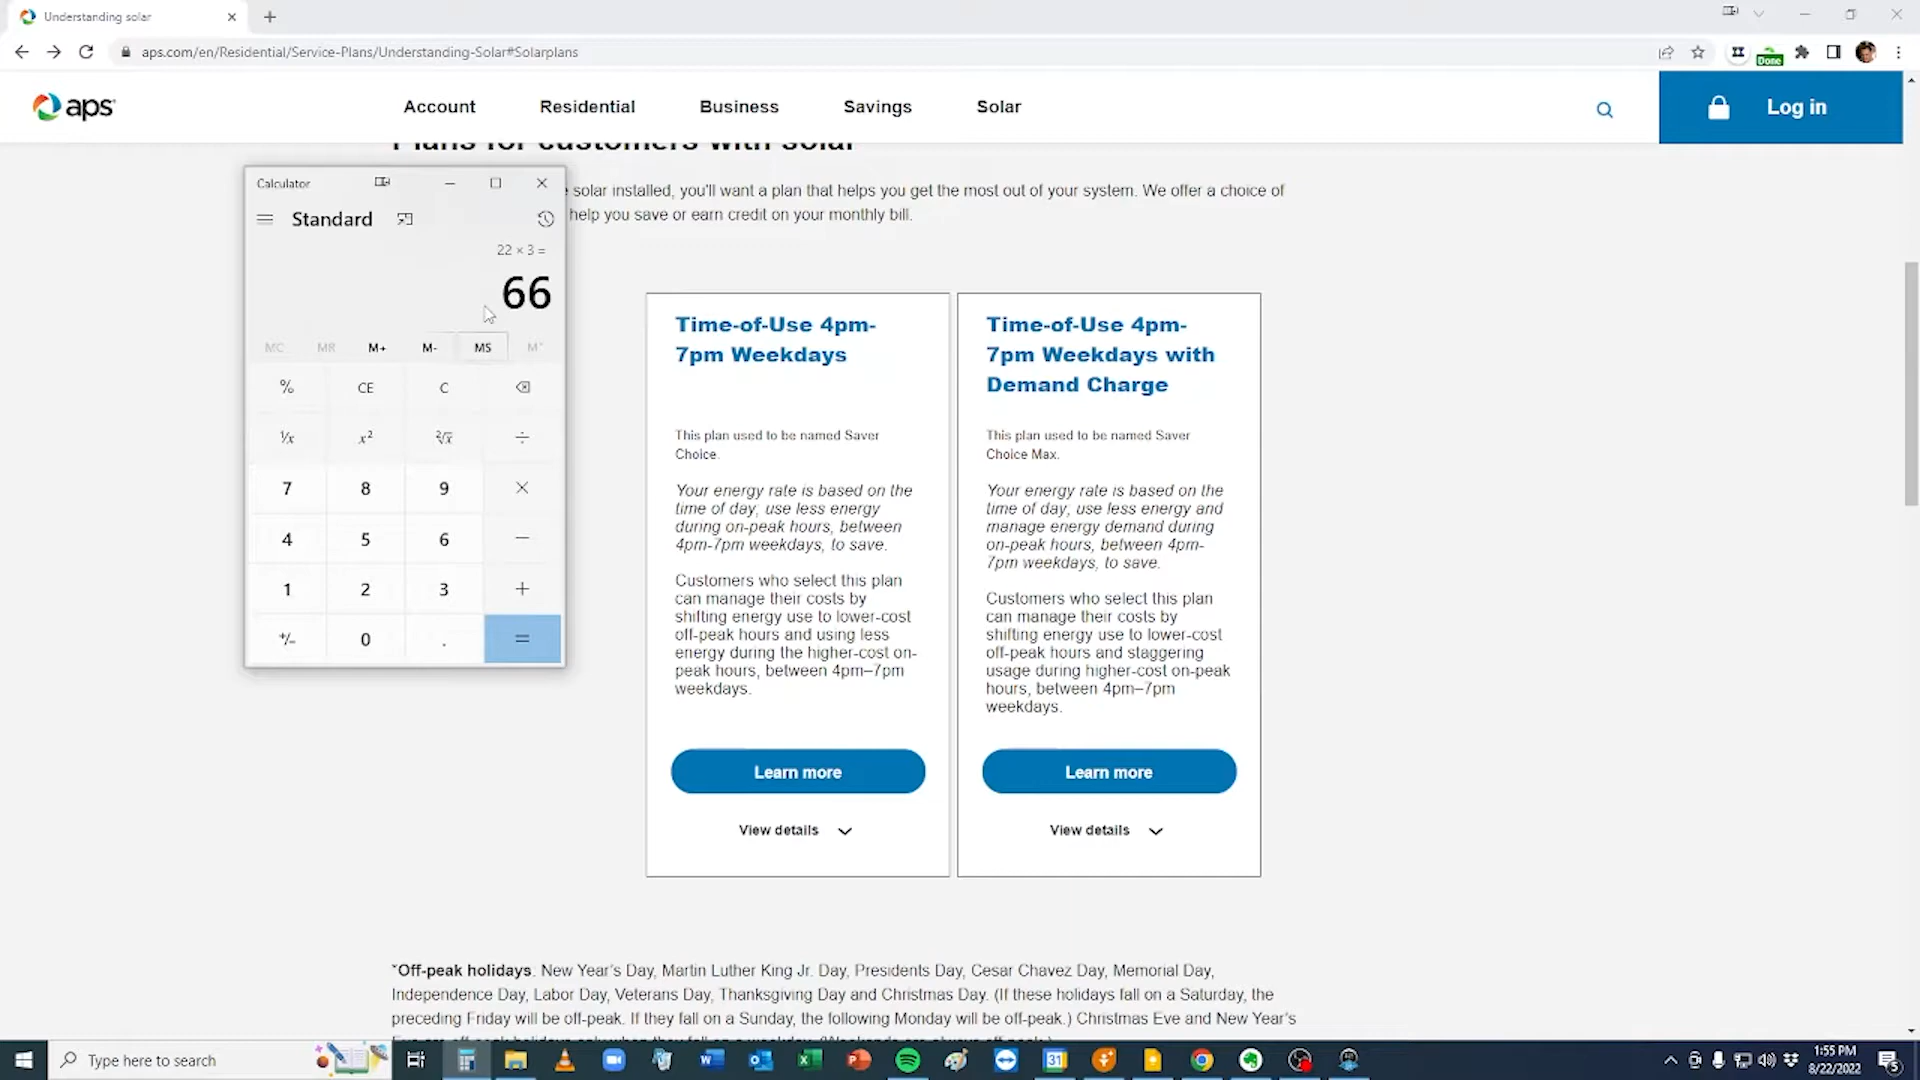 Understanding solar
aps.com/en/Residential/Service-Plans/Understanding-Solar#Solarplans
Done
aps
Account
Residential
Business
Savings
Solar
Log in
Plans for customers with solar
solar installed, you'll want a plan that helps you get the most out of your system. We offer a choice of
help you save or earn credit on your monthly bill.
Calculator
Standard
22 × 3 =
66
MC MR M+ M- MS M˅
% CE C
¹/x x² ²√x ÷
7 8 9 ×
4 5 6 −
1 2 3 +
+/− 0 . =
Time-of-Use 4pm-
7pm Weekdays
This plan used to be named Saver
Choice.
Your energy rate is based on the
time of day, use less energy
during on-peak hours, between
4pm-7pm weekdays, to save.
Customers who select this plan
can manage their costs by
shifting energy use to lower-cost
off-peak hours and using less
energy during the higher-cost on-
peak hours, between 4pm–7pm
weekdays.
Learn more
View details
Time-of-Use 4pm-
7pm Weekdays with
Demand Charge
This plan used to be named Saver
Choice Max.
Your energy rate is based on the
time of day, use less energy and
manage energy demand during
on-peak hours, between 4pm-
7pm weekdays, to save.
Customers who select this plan
can manage their costs by
shifting energy use to lower-cost
off-peak hours and staggering
usage during higher-cost on-peak
hours, between 4pm–7pm
weekdays.
Learn more
View details
*Off-peak holidays: New Year's Day, Martin Luther King Jr. Day, Presidents Day, Cesar Chavez Day, Memorial Day,
Independence Day, Labor Day, Veterans Day, Thanksgiving Day and Christmas Day. (If these holidays fall on a Saturday, the
preceding Friday will be off-peak. If they fall on a Sunday, the following Monday will be off-peak.) Christmas Eve and New Year's
Type here to search
31
1:55 PM
8/22/2022
5